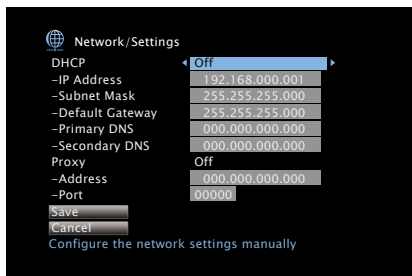 Network/Settings
DHCP Off
-IP Address 192.168.000.001
-Subnet Mask 255.255.255.000
-Default Gateway 255.255.255.000
-Primary DNS 000.000.000.000
-Secondary DNS 000.000.000.000
Proxy Off
-Address 000.000.000.000
-Port 00000
Save
Cancel
Configure the network settings manually